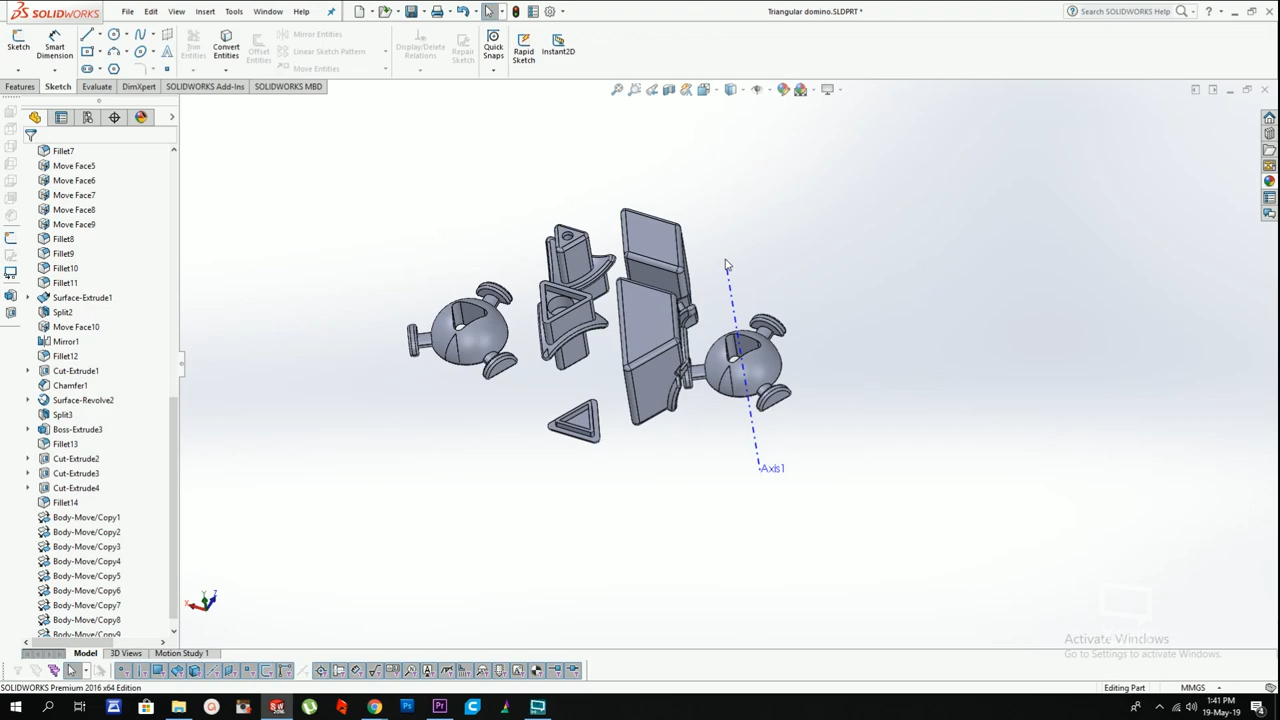 SOLIDWORKS
File Edit View Insert Tools Window Help
Triangular domino.SLDPRT *
Search SOLIDWORKS Help
Sketch
Smart Dimension
Trim Entities
Convert Entities
Offset Entities
Mirror Entities
Linear Sketch Pattern
Move Entities
Display/Delete Relations
Repair Sketch
Quick Snaps
Rapid Sketch
Instant2D
Features Sketch Evaluate DimXpert SOLIDWORKS Add-Ins SOLIDWORKS MBD
Fillet7
Move Face5
Move Face6
Move Face7
Move Face8
Move Face9
Fillet8
Fillet9
Fillet10
Fillet11
Surface-Extrude1
Split2
Move Face10
Mirror1
Fillet12
Cut-Extrude1
Chamfer1
Surface-Revolve2
Split3
Boss-Extrude3
Fillet13
Cut-Extrude2
Cut-Extrude3
Cut-Extrude4
Fillet14
Body-Move/Copy1
Body-Move/Copy2
Body-Move/Copy3
Body-Move/Copy4
Body-Move/Copy5
Body-Move/Copy6
Body-Move/Copy7
Body-Move/Copy8
Body-Move/Copy9
Axis1
X
Y
Z
Activate Windows
Go to Settings to activate Windows.
Model 3D Views Motion Study 1
SOLIDWORKS Premium 2016 x64 Edition
Editing Part
MMGS
1:41 PM
19-May-19